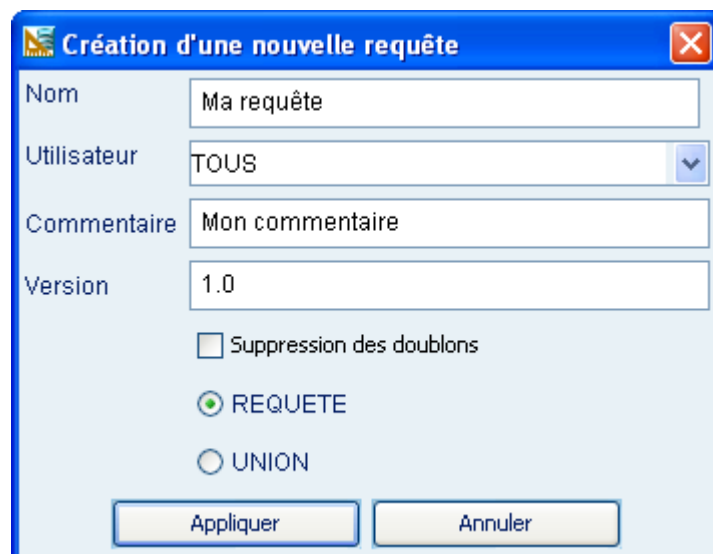 Création d'une nouvelle requête
Nom Ma requête
Utilisateur TOUS
Commentaire Mon commentaire
Version 1.0
Suppression des doublons
REQUETE
UNION
Appliquer Annuler